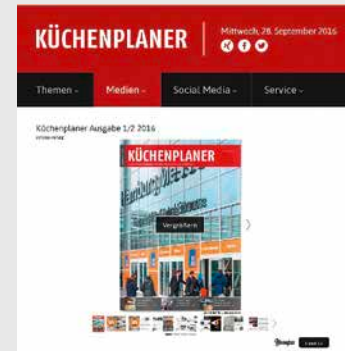 KÜCHENPLANER
Mittwoch, 28. September 2016
Themen
Medien
Social Media
Service
Küchenplaner Ausgabe 1/2 2016
KÜCHENPLANER
Vergrößern